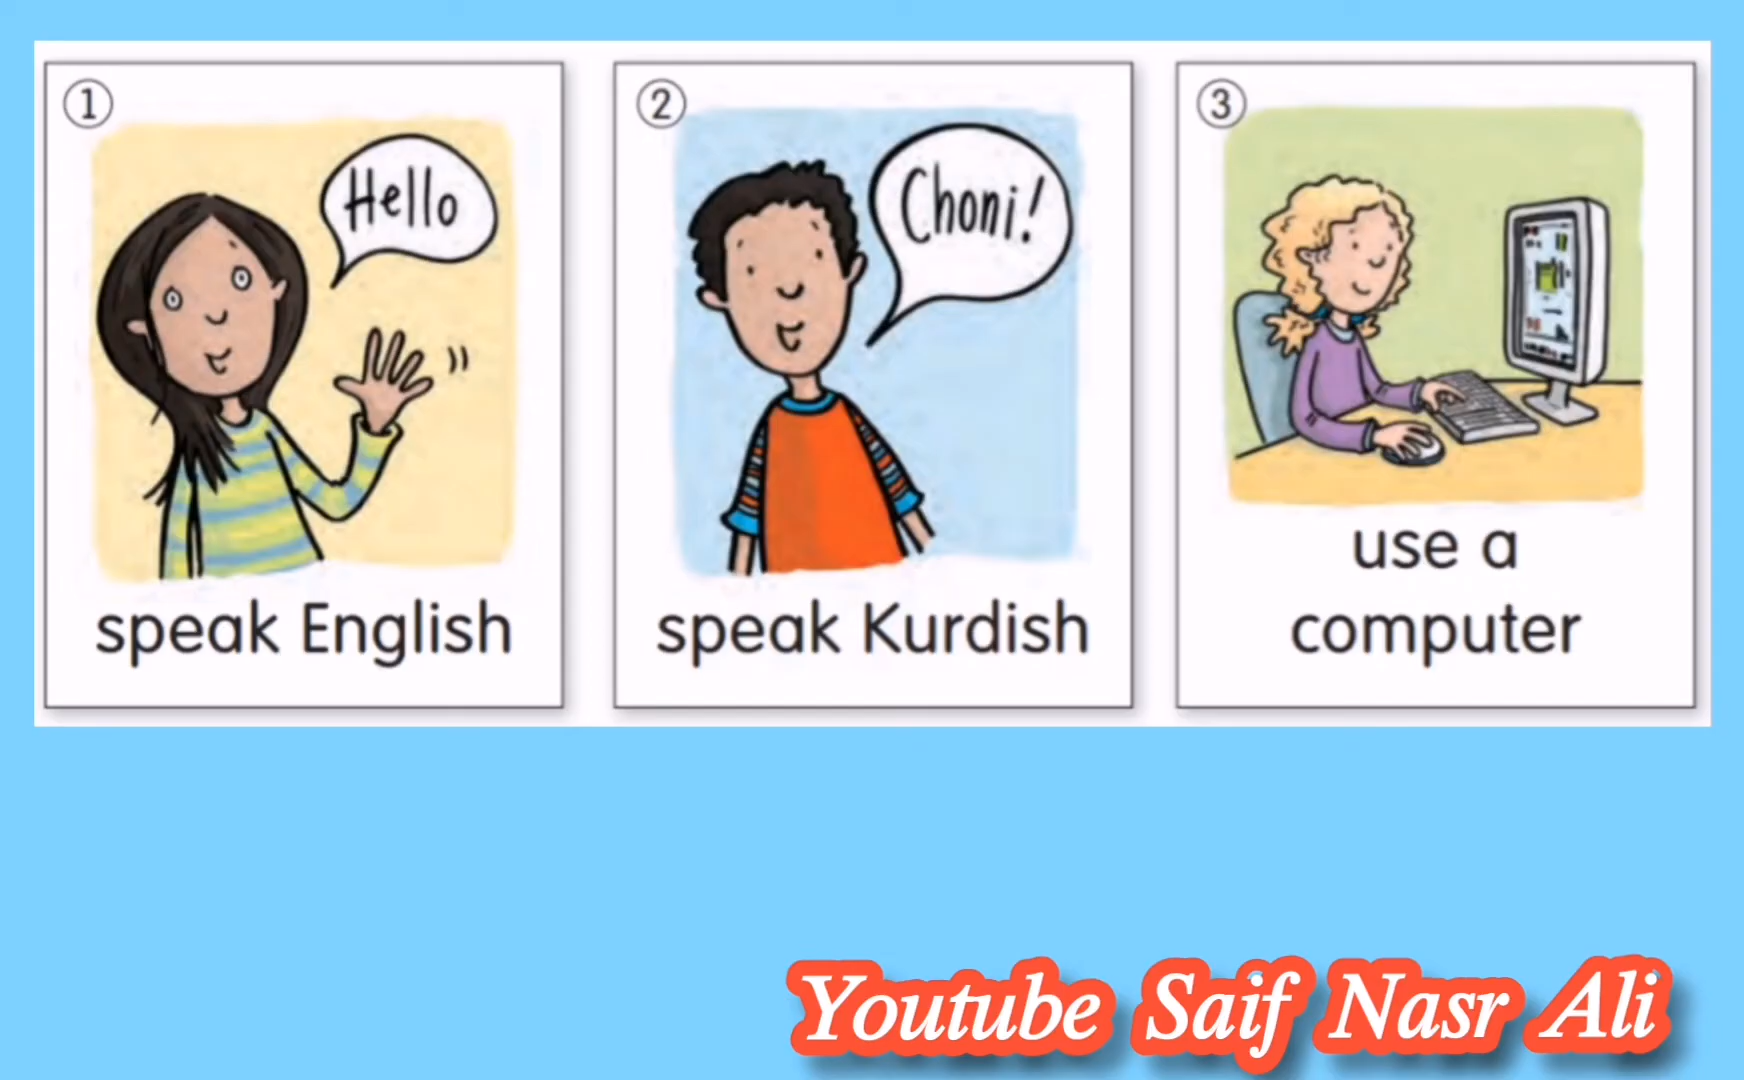 1
Hello
speak English
2
Choni!
speak Kurdish
3
use a
computer
Youtube Saif Nasr Ali